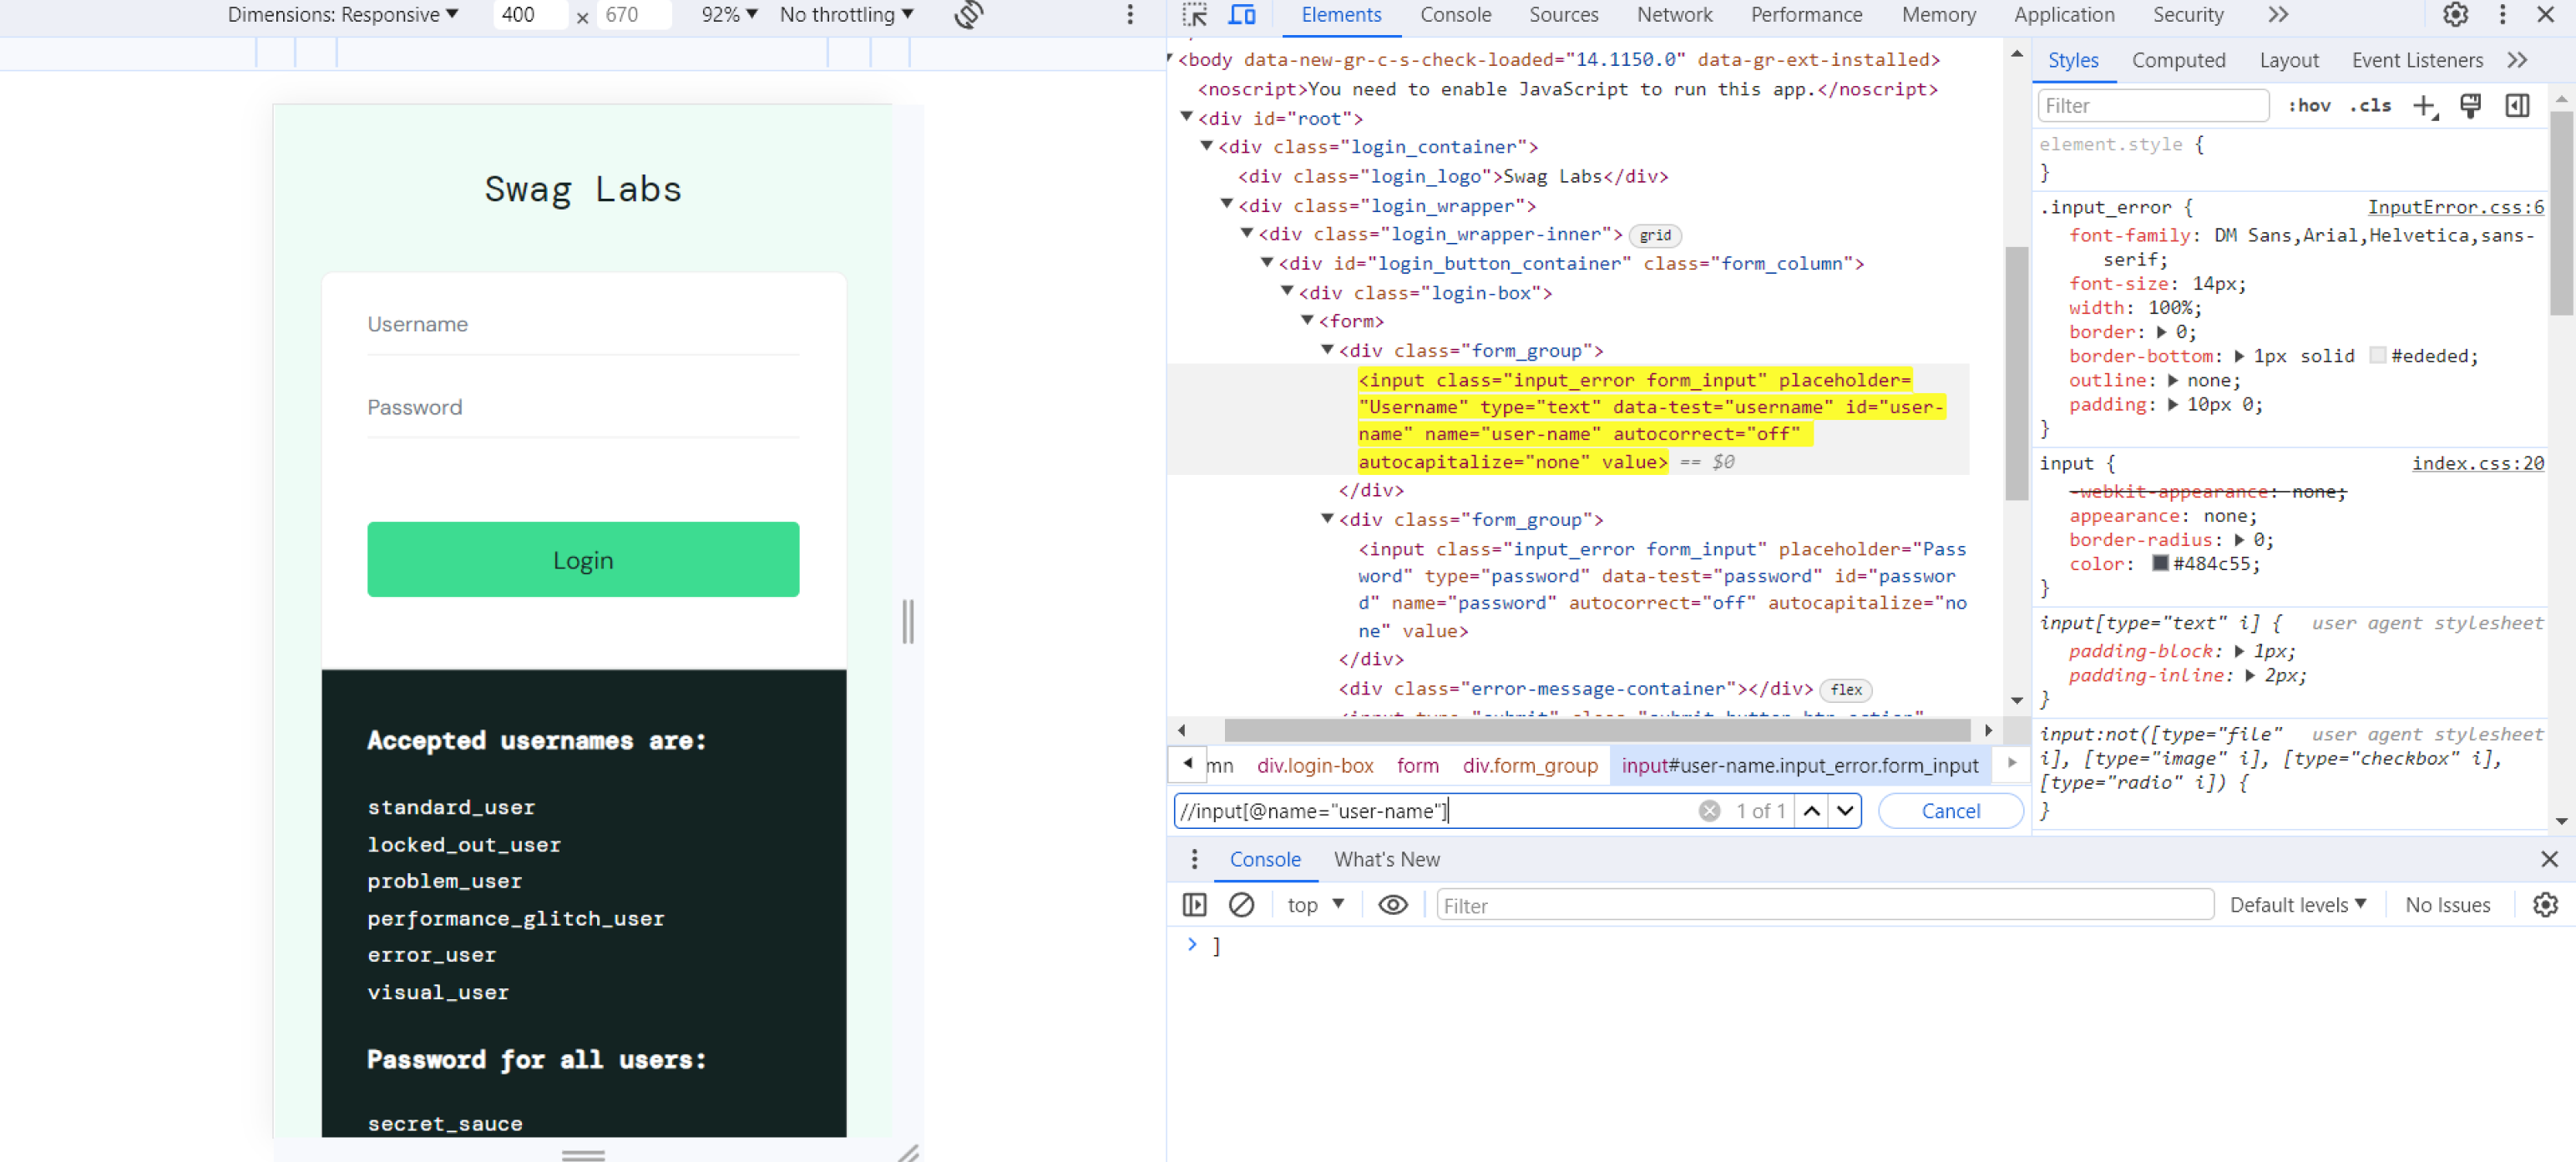 Dimensions: Responsive ▼ 400 × 670 92% ▼ No throttling ▼
Elements Console Sources Network Performance Memory Application Security >>
Swag Labs
Username
Password
Login
Accepted usernames are:
standard_user
locked_out_user
problem_user
performance_glitch_user
error_user
visual_user
Password for all users:
secret_sauce
<body data-new-gr-c-s-check-loaded="14.1150.0" data-gr-ext-installed>
<noscript>You need to enable JavaScript to run this app.</noscript>
<div id="root">
<div class="login_container">
<div class="login_logo">Swag Labs</div>
<div class="login_wrapper">
<div class="login_wrapper-inner"> grid
<div id="login_button_container" class="form_column">
<div class="login-box">
<form>
<div class="form_group">
<input class="input_error form_input" placeholder=
"Username" type="text" data-test="username" id="user-
name" name="user-name" autocorrect="off"
autocapitalize="none" value> == $0
</div>
<div class="form_group">
<input class="input_error form_input" placeholder="Pass
word" type="password" data-test="password" id="passwor
d" name="password" autocorrect="off" autocapitalize="no
ne" value>
</div>
<div class="error-message-container"></div> flex
mn div.login-box form div.form_group input#user-name.input_error.form_input
//input[@name="user-name"] 1 of 1 Cancel
Styles Computed Layout Event Listeners >>
Filter :hov .cls
element.style {
}
.input_error { InputError.css:6
font-family: DM Sans,Arial,Helvetica,sans-
serif;
font-size: 14px;
width: 100%;
border: 0;
border-bottom: 1px solid #ededed;
outline: none;
padding: 10px 0;
}
input { index.css:20
-webkit-appearance: none;
appearance: none;
border-radius: 0;
color: #484c55;
}
input[type="text" i] { user agent stylesheet
padding-block: 1px;
padding-inline: 2px;
}
input:not([type="file" user agent stylesheet
i], [type="image" i], [type="checkbox" i],
[type="radio" i]) {
}
Console What's New
top ▼ Filter Default levels ▼ No Issues
> ]